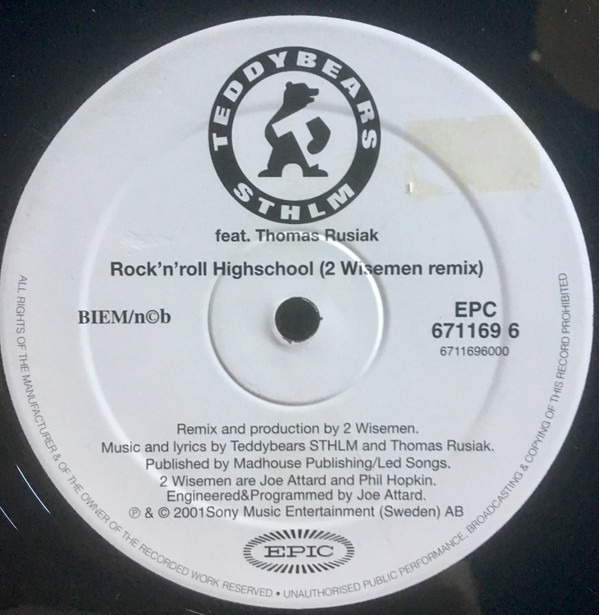 TEDDYBEARS
STHLM
feat. Thomas Rusiak
Rock'n'roll Highschool (2 Wisemen remix)
BIEM/n©b
EPC
671169 6
6711696000
Remix and production by 2 Wisemen.
Music and lyrics by Teddybears STHLM and Thomas Rusiak.
Published by Madhouse Publishing/Led Songs.
2 Wisemen are Joe Attard and Phil Hopkin.
Engineered&Programmed by Joe Attard.
℗ & © 2001Sony Music Entertainment (Sweden) AB
EPIC
ALL RIGHTS OF THE MANUFACTURER & OF THE OWNER OF THE RECORDED WORK RESERVED • UNAUTHORISED PUBLIC PERFORMANCE, BROADCASTING & COPYING OF THIS RECORD PROHIBITED